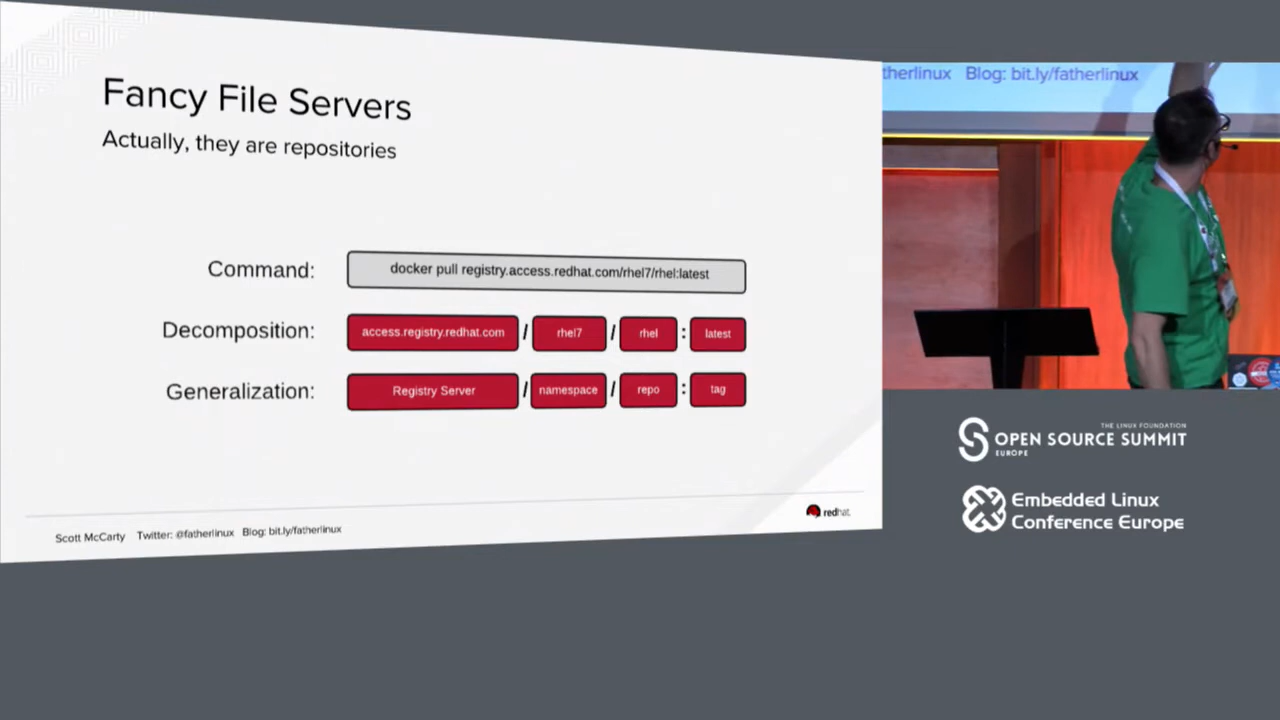 Fancy File Servers
Actually, they are repositories
Command: docker pull registry.access.redhat.com/rhel7/rhel:latest
Decomposition: access.registry.redhat.com / rhel7 / rhel : latest
Generalization: Registry Server / namespace / repo : tag
Scott McCarty Twitter: @fatherlinux Blog: bit.ly/fatherlinux
redhat.
therlinux Blog: bit.ly/fatherlinux
THE LINUX FOUNDATION
OPEN SOURCE SUMMIT
EUROPE
Embedded Linux
Conference Europe